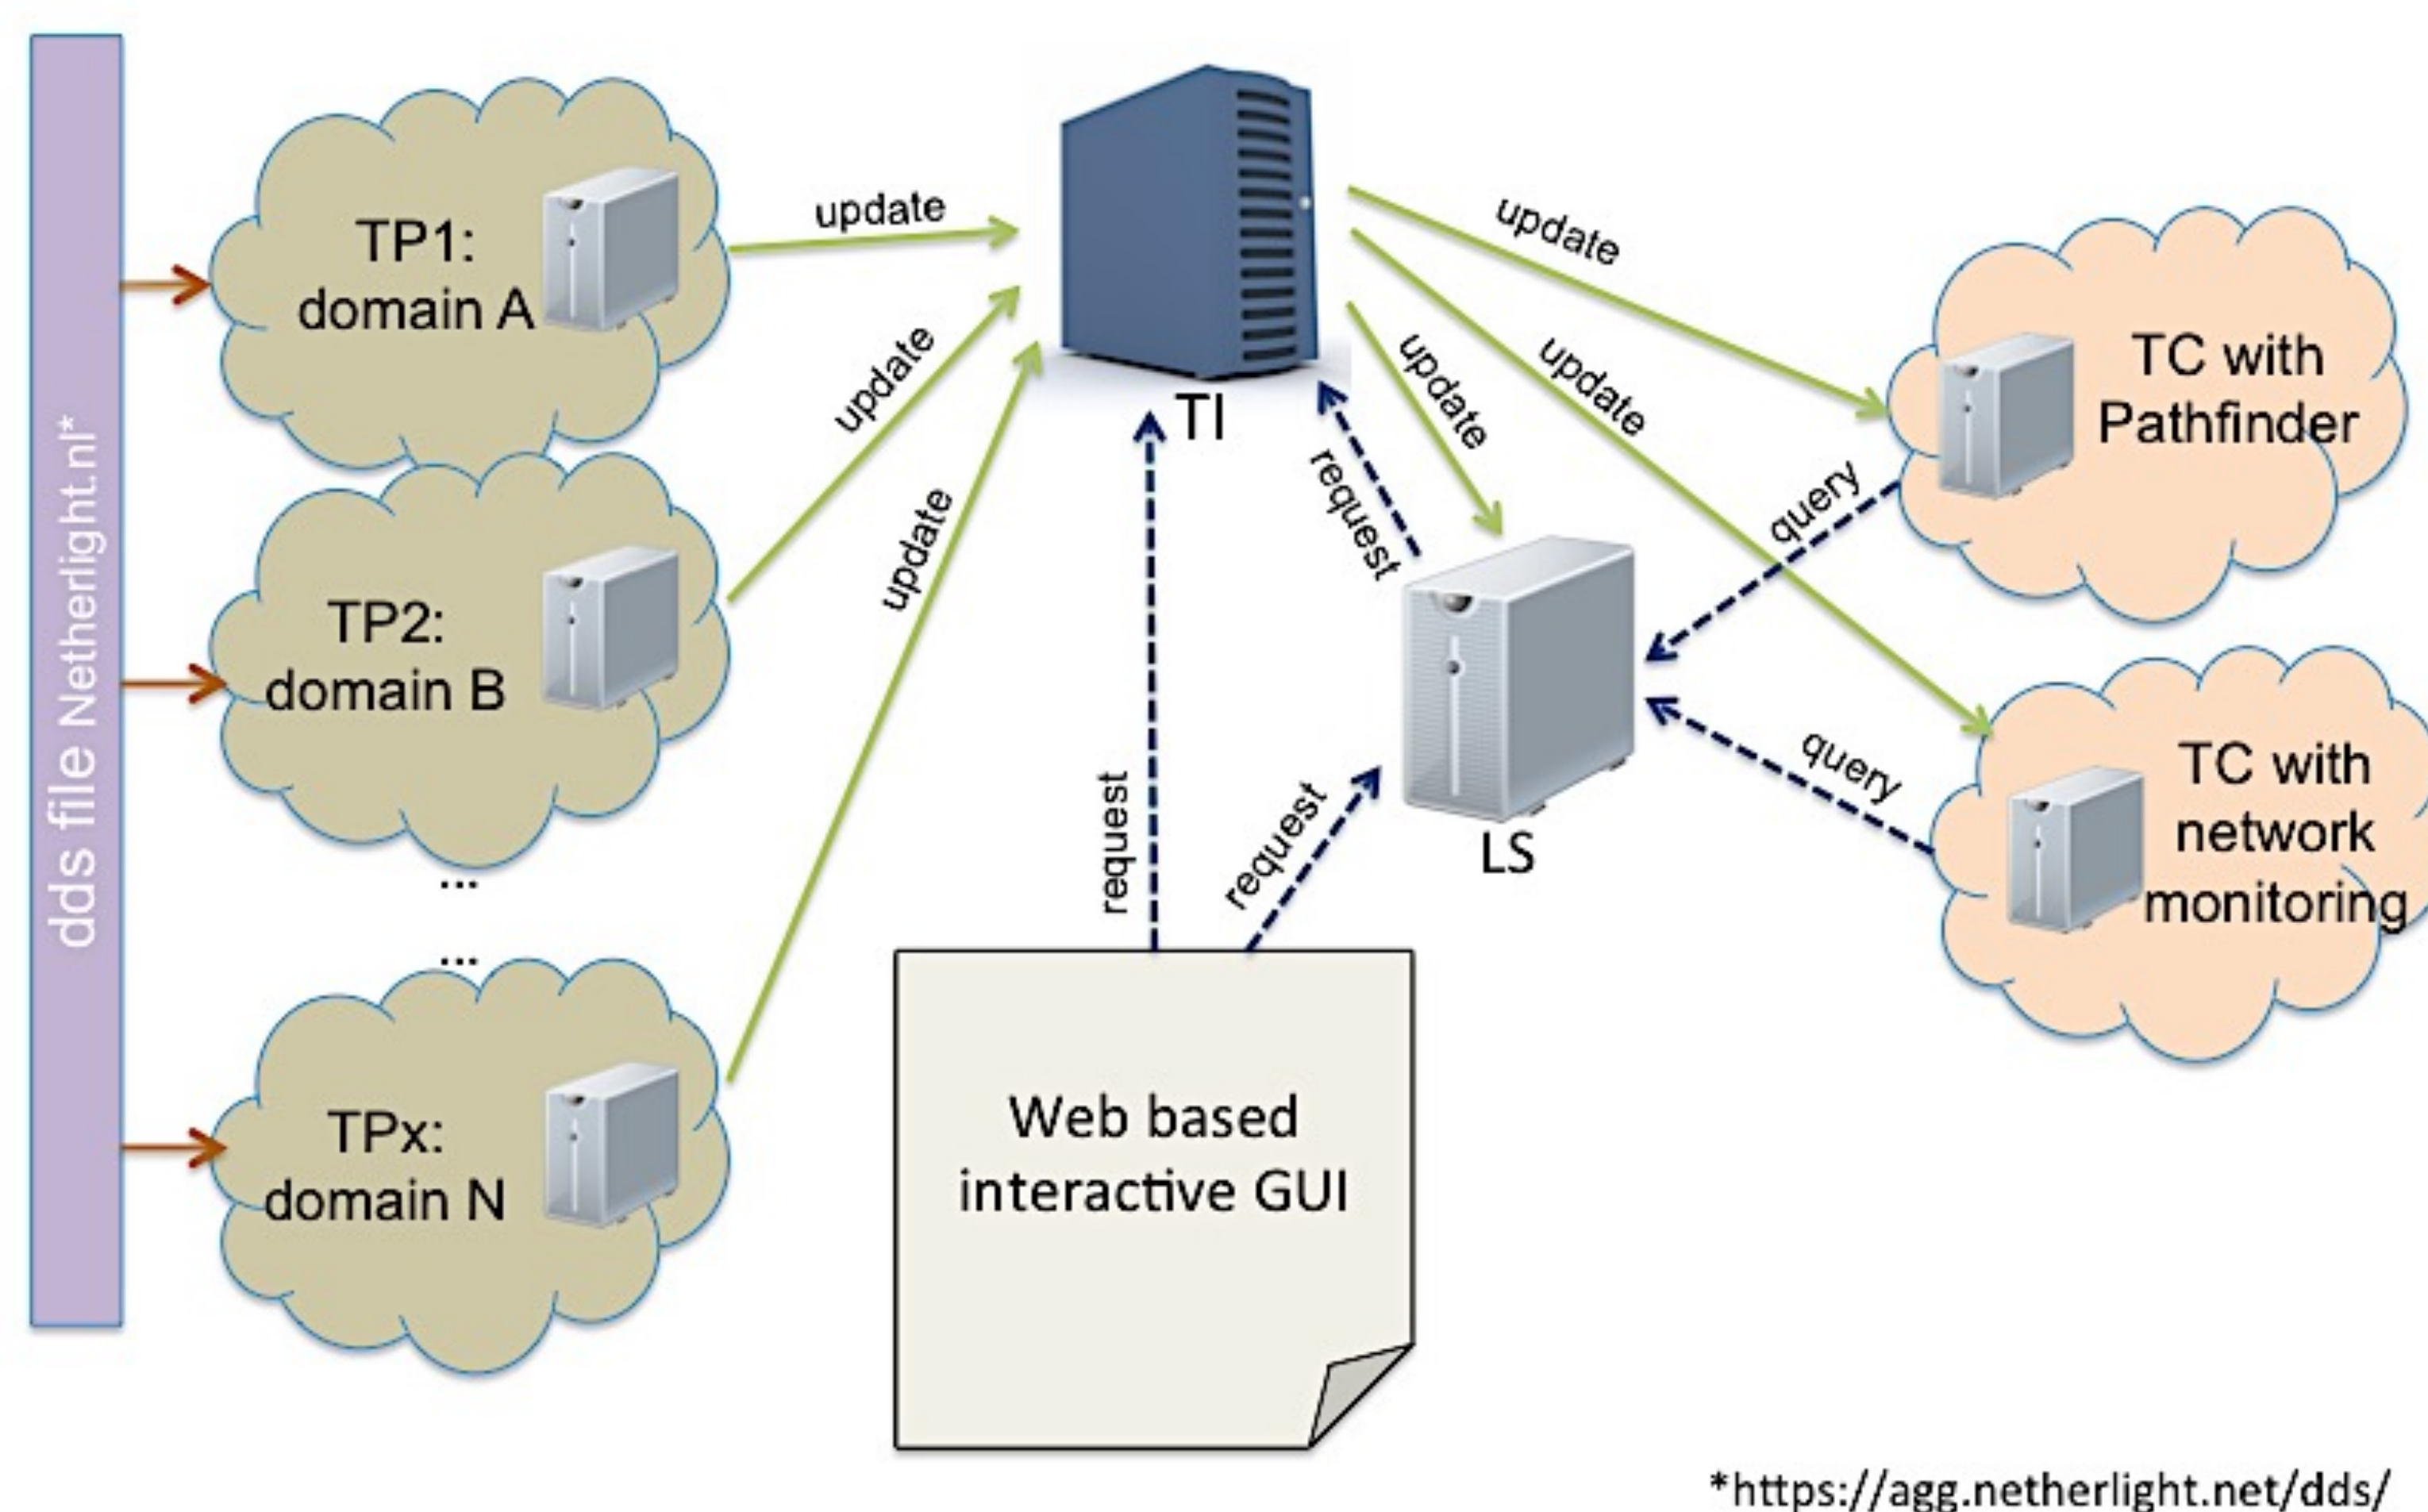 dds file Netherlight.nl*
TP1:
domain A
TP2:
domain B
...
...
TPx:
domain N
update
update
update
TI
update
update
update
request
request
request
LS
query
query
TC with
Pathfinder
TC with
network
monitoring
Web based
interactive GUI
*https://agg.netherlight.net/dds/